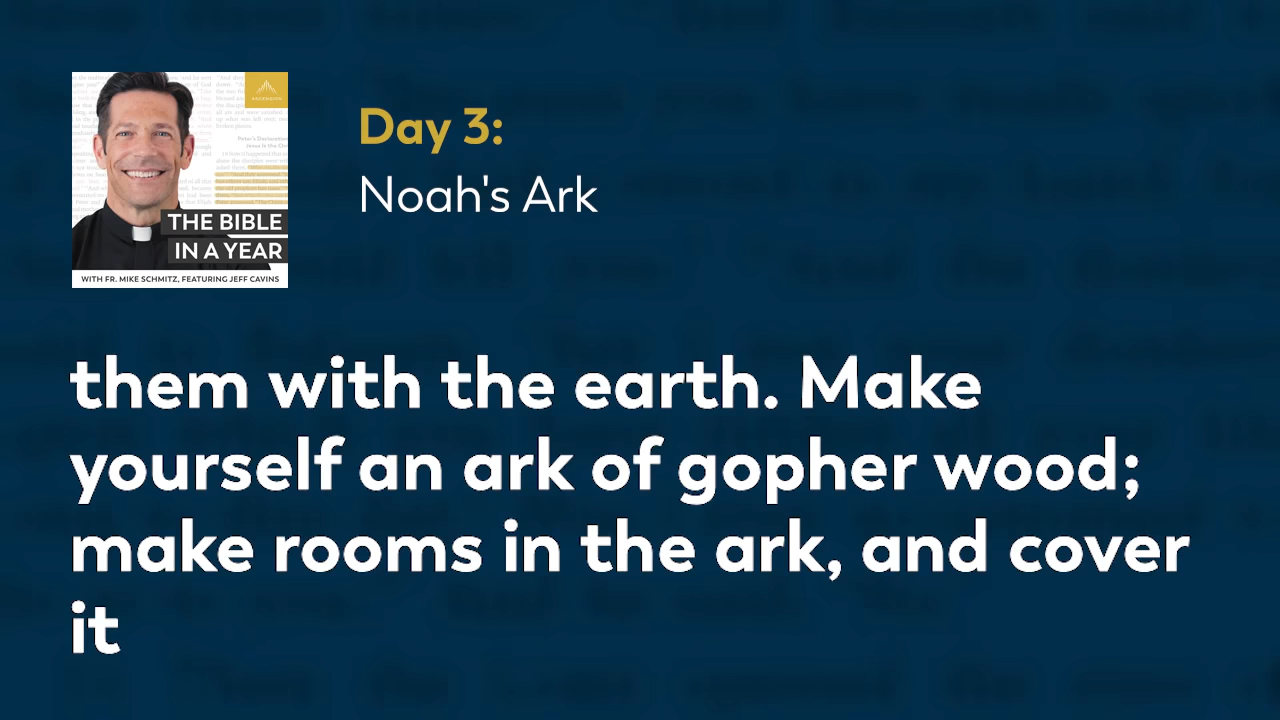 ASCENSION
THE BIBLE
IN A YEAR
WITH FR. MIKE SCHMITZ, FEATURING JEFF CAVINS
Day 3:
Noah's Ark
them with the earth. Make
yourself an ark of gopher wood;
make rooms in the ark, and cover
it